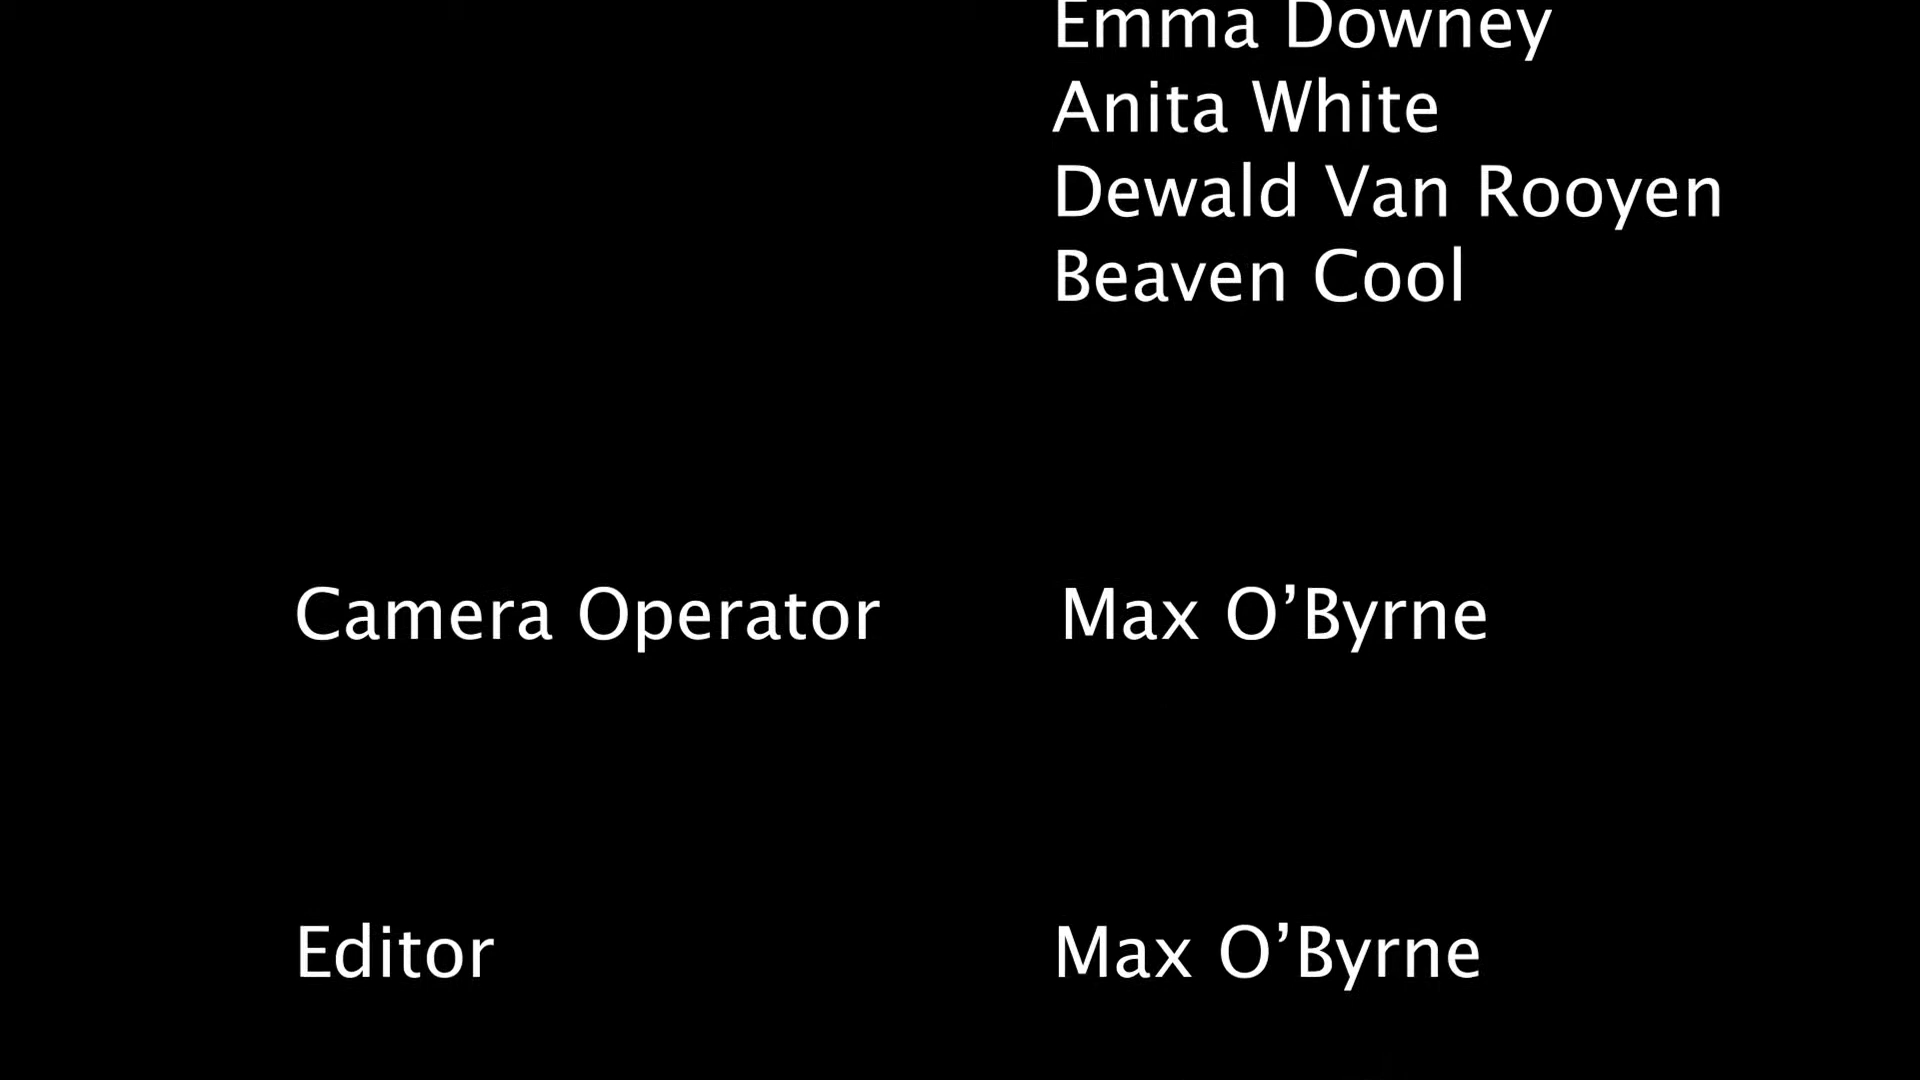 Emma Downey
Anita White
Dewald Van Rooyen
Beaven Cool
Camera Operator Max O’Byrne
Editor Max O’Byrne